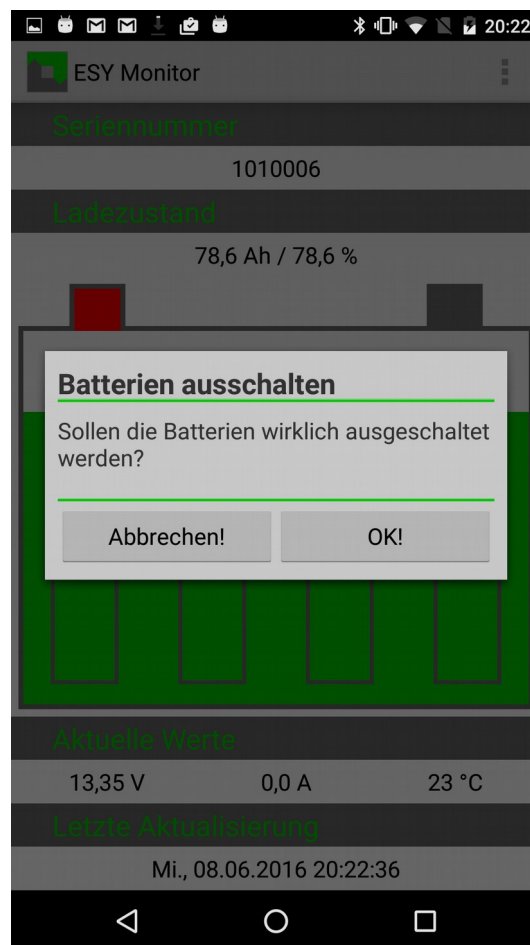 20:22
ESY Monitor
Seriennummer
1010006
Ladezustand
78,6 Ah / 78,6 %
Batterien ausschalten
Sollen die Batterien wirklich ausgeschaltet
werden?
Abbrechen! OK!
Aktuelle Werte
13,35 V 0,0 A 23 °C
Letzte Aktualisierung
Mi., 08.06.2016 20:22:36